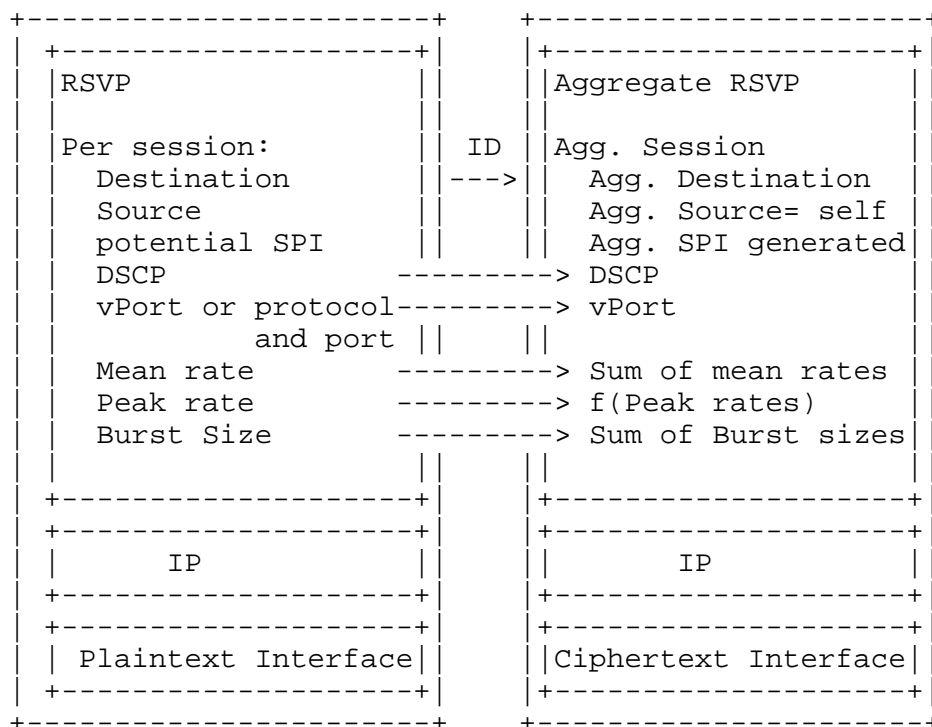 +------------------------+     +-----------------------+
| +---------------------+|     |+---------------------+|
| |RSVP                 ||     ||Aggregate RSVP       ||
| |                     ||     ||                     ||
| |Per session:         || ID  ||Agg. Session         ||
| |  Destination        ||--->||  Agg. Destination   ||
| |  Source             ||     ||  Agg. Source= self  ||
| |  potential SPI      ||     ||  Agg. SPI generated||
| |  DSCP              ---------> DSCP               ||
| |  vPort or protocol---------> vPort               ||
| |           and port ||     ||                     ||
| |  Mean rate         ---------> Sum of mean rates  ||
| |  Peak rate         ---------> f(Peak rates)      ||
| |  Burst Size        ---------> Sum of Burst sizes||
| |                     ||     ||                     ||
| +---------------------+|     |+---------------------+|
| +---------------------+|     |+---------------------+|
| |      IP             ||     ||        IP           ||
| +---------------------+|     |+---------------------+|
| +---------------------+|     |+---------------------+|
| | Plaintext Interface||     ||Ciphertext Interface||
| +---------------------+|     |+---------------------+|
+------------------------+     +-----------------------+